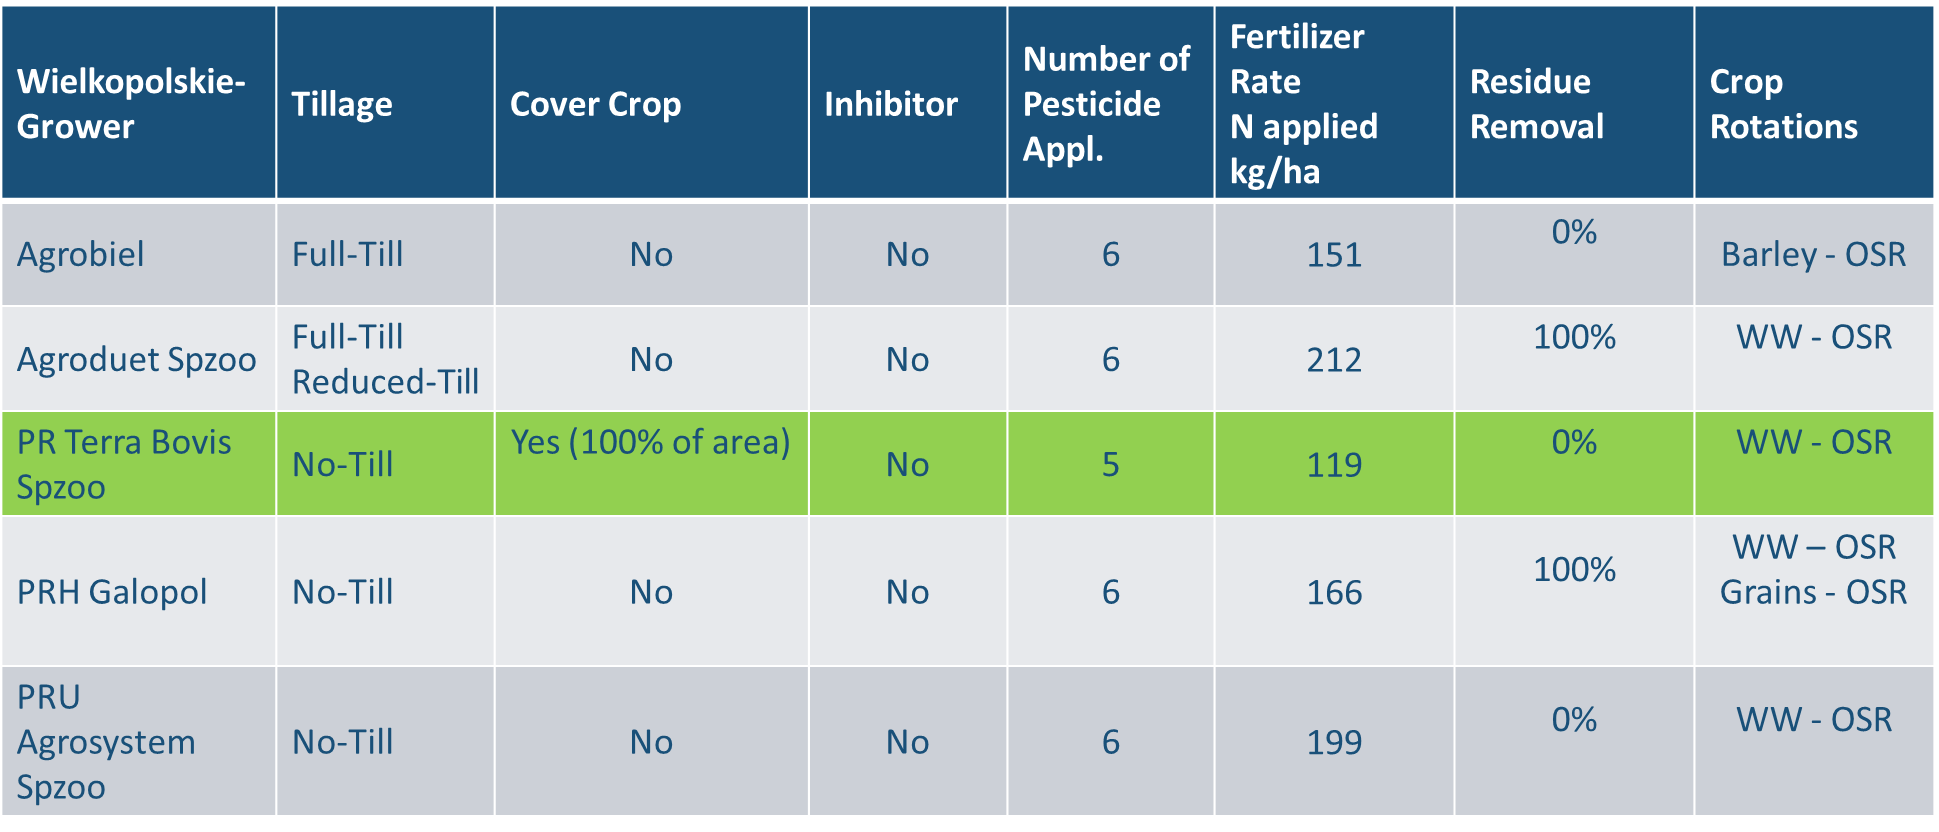 Wielkopolskie-
Grower
Tillage
Cover Crop
Inhibitor
Number of
Pesticide
Appl.
Fertilizer
Rate
N applied
kg/ha
Residue
Removal
Crop
Rotations
Agrobiel
Full-Till
No
No
6
151
0%
Barley - OSR
Agroduet Spzoo
Full-Till
Reduced-Till
No
No
6
212
100%
WW - OSR
PR Terra Bovis
Spzoo
No-Till
Yes (100% of area)
No
5
119
0%
WW - OSR
PRH Galopol
No-Till
No
No
6
166
100%
WW – OSR
Grains - OSR
PRU
Agrosystem
Spzoo
No-Till
No
No
6
199
0%
WW - OSR